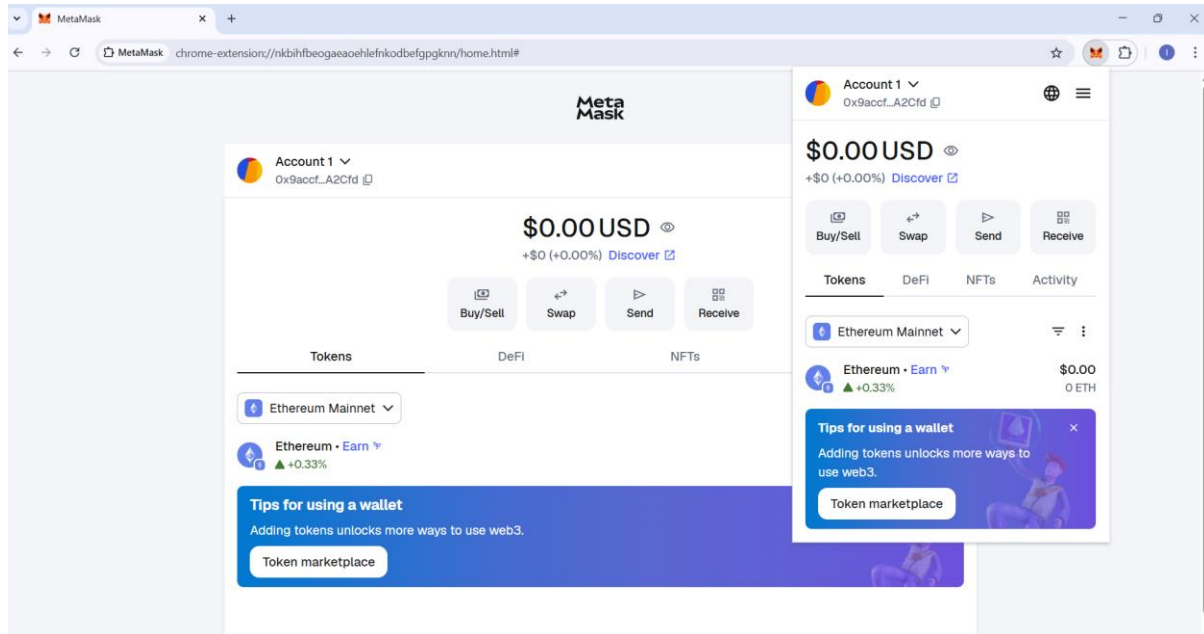 MetaMask
MetaMask chrome-extension://nkbihfbeogaeaoehlefnkodbefgpgknn/home.html#
Meta
Mask
Account 1
0x9accf...A2Cfd
$0.00 USD
+$0 (+0.00%) Discover
Buy/Sell Swap Send Receive
Tokens DeFi NFTs
Ethereum Mainnet
Ethereum • Earn
+0.33%
Tips for using a wallet
Adding tokens unlocks more ways to use web3.
Token marketplace
Account 1
0x9accf...A2Cfd
$0.00 USD
+$0 (+0.00%) Discover
Buy/Sell Swap Send Receive
Tokens DeFi NFTs Activity
Ethereum Mainnet
Ethereum • Earn $0.00
+0.33% 0 ETH
Tips for using a wallet
Adding tokens unlocks more ways to
use web3.
Token marketplace